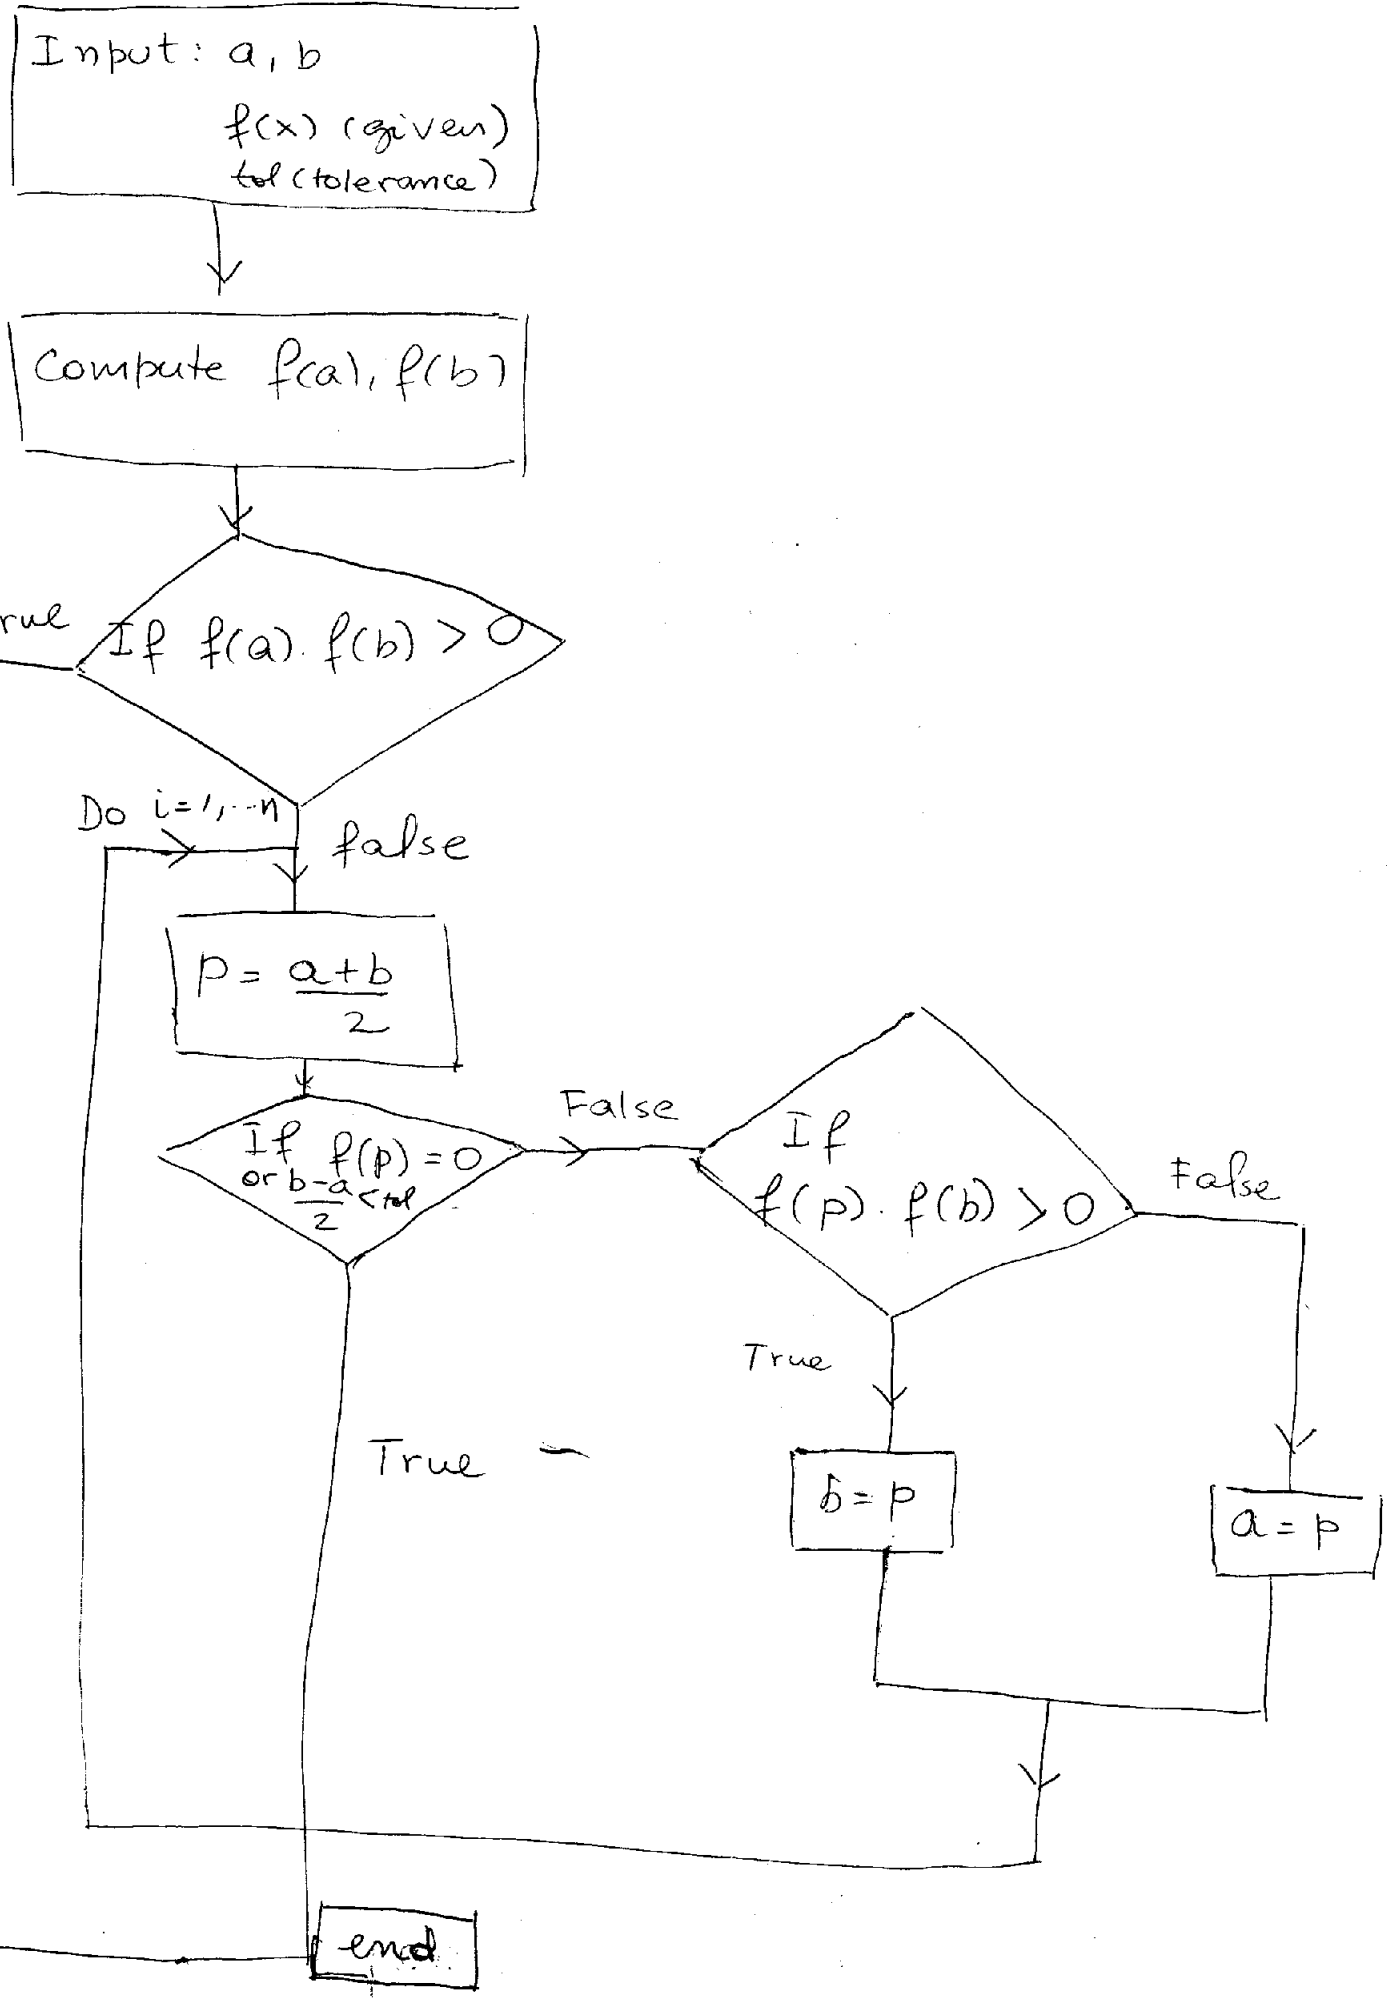 Input: a, b
f(x) (given)
tol (tolerance)
Compute f(a), f(b)
rue
If f(a). f(b) > 0
Do i=1,..n
false
p = a+b
2
If f(p) = 0
or b-a < tol
2
False
If
f(p). f(b) > 0
False
True
True
b = p
a = p
end